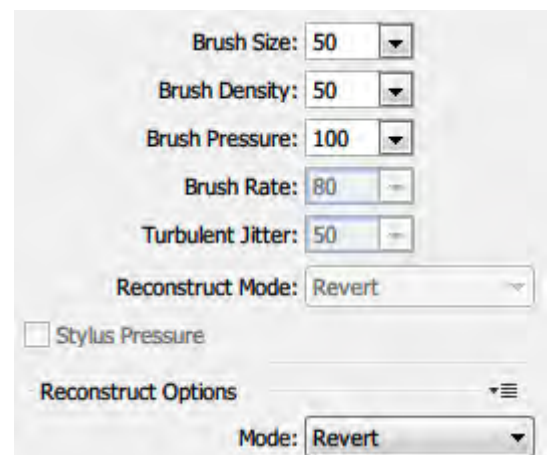 Brush Size: 50
Brush Density: 50
Brush Pressure: 100
Brush Rate: 80
Turbulent Jitter: 50
Reconstruct Mode: Revert
Stylus Pressure
Reconstruct Options
Mode: Revert